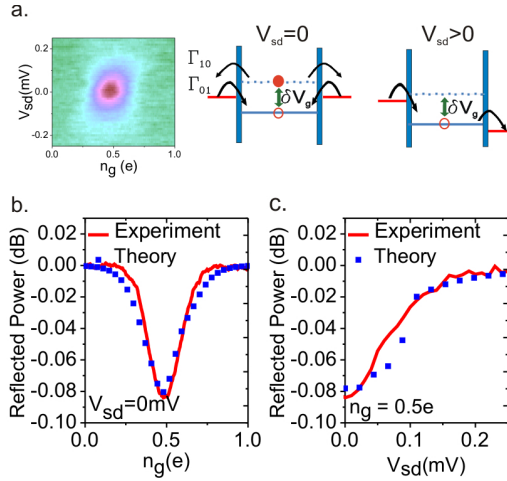 a.
V_sd=0
V_sd>0
V_sd(mV)
0.2
0.0
-0.2
0.0
0.5
1.0
n_g (e)
Γ_10
Γ_01
δV_g
δV_g
b.
Reflected Power (dB)
0.02
0.00
-0.02
-0.04
-0.06
-0.08
-0.10
Experiment
Theory
V_sd=0mV
0.0
0.5
1.0
n_g(e)
c.
Reflected Power (dB)
0.02
0.00
-0.02
-0.04
-0.06
-0.08
-0.10
Experiment
Theory
n_g = 0.5e
0.0
0.1
0.2
V_sd(mV)